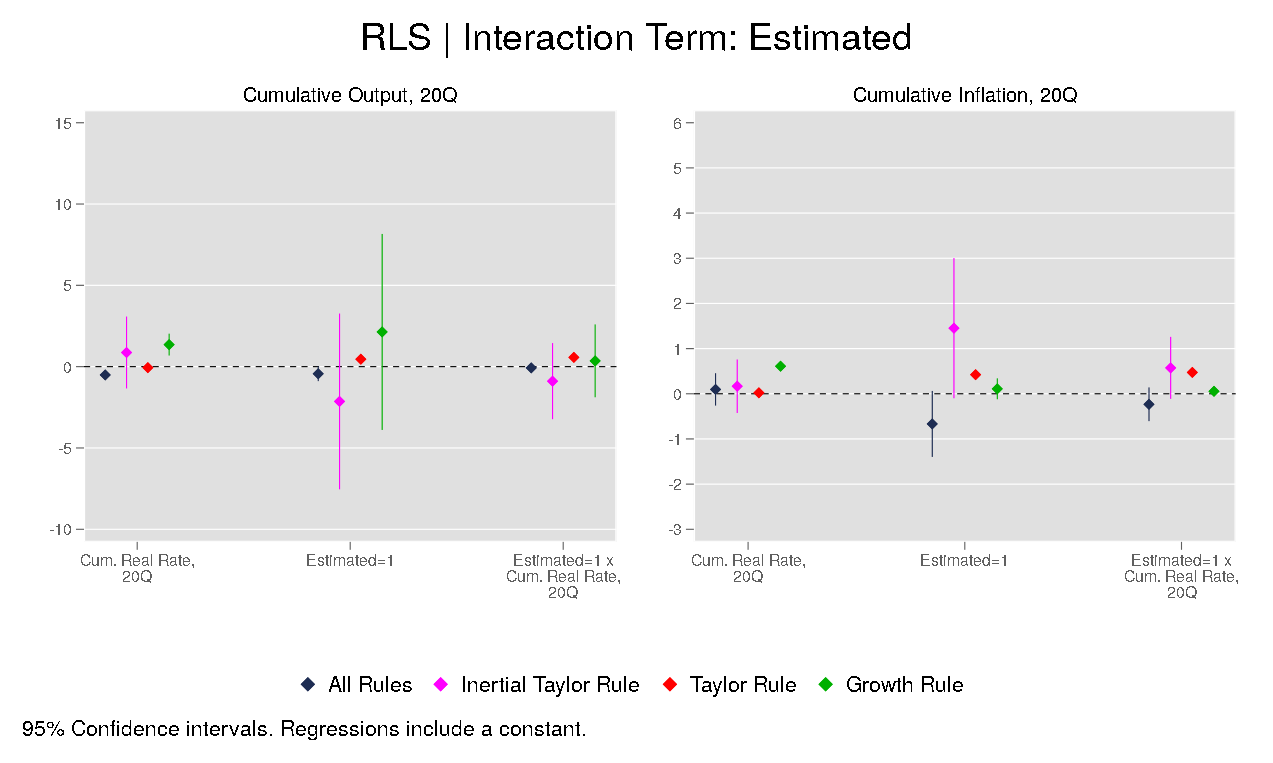 RLS | Interaction Term: Estimated
Cumulative Output, 20Q
15
10
5
0
-5
-10
Cum. Real Rate,
20Q
Estimated=1
Estimated=1 x
Cum. Real Rate,
20Q
Cumulative Inflation, 20Q
6
5
4
3
2
1
0
-1
-2
-3
Cum. Real Rate,
20Q
Estimated=1
Estimated=1 x
Cum. Real Rate,
20Q
All Rules Inertial Taylor Rule Taylor Rule Growth Rule
95% Confidence intervals. Regressions include a constant.